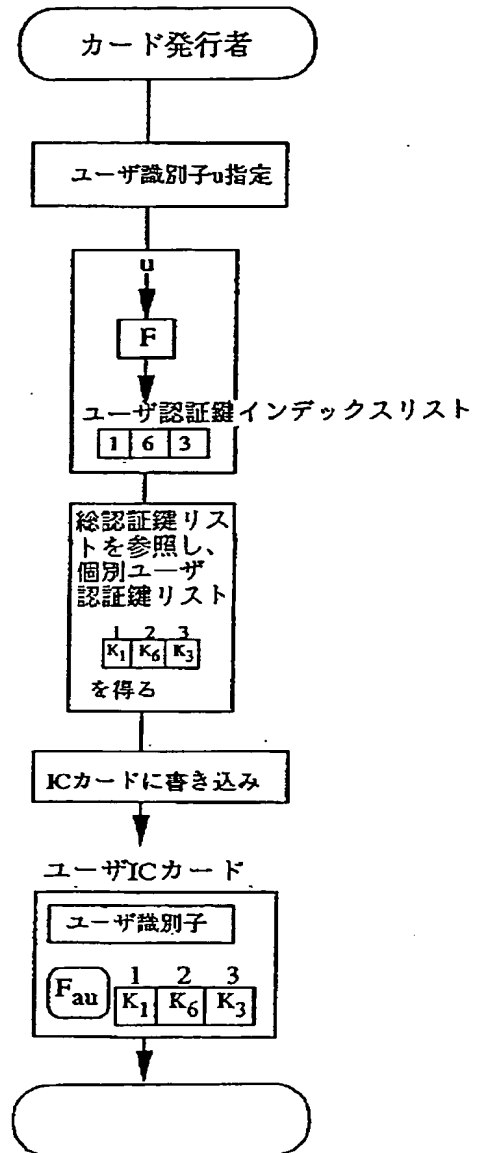 カード発行者
ユーザ識別子u指定
u
F
ユーザ認証鍵インデックスリスト
1 6 3
総認証鍵リス
トを参照し、
個別ユーザ
認証鍵リスト
1 2 3
K1 K6 K3
を得る
ICカードに書き込み
ユーザICカード
ユーザ識別子
1 2 3
Fau K1 K6 K3